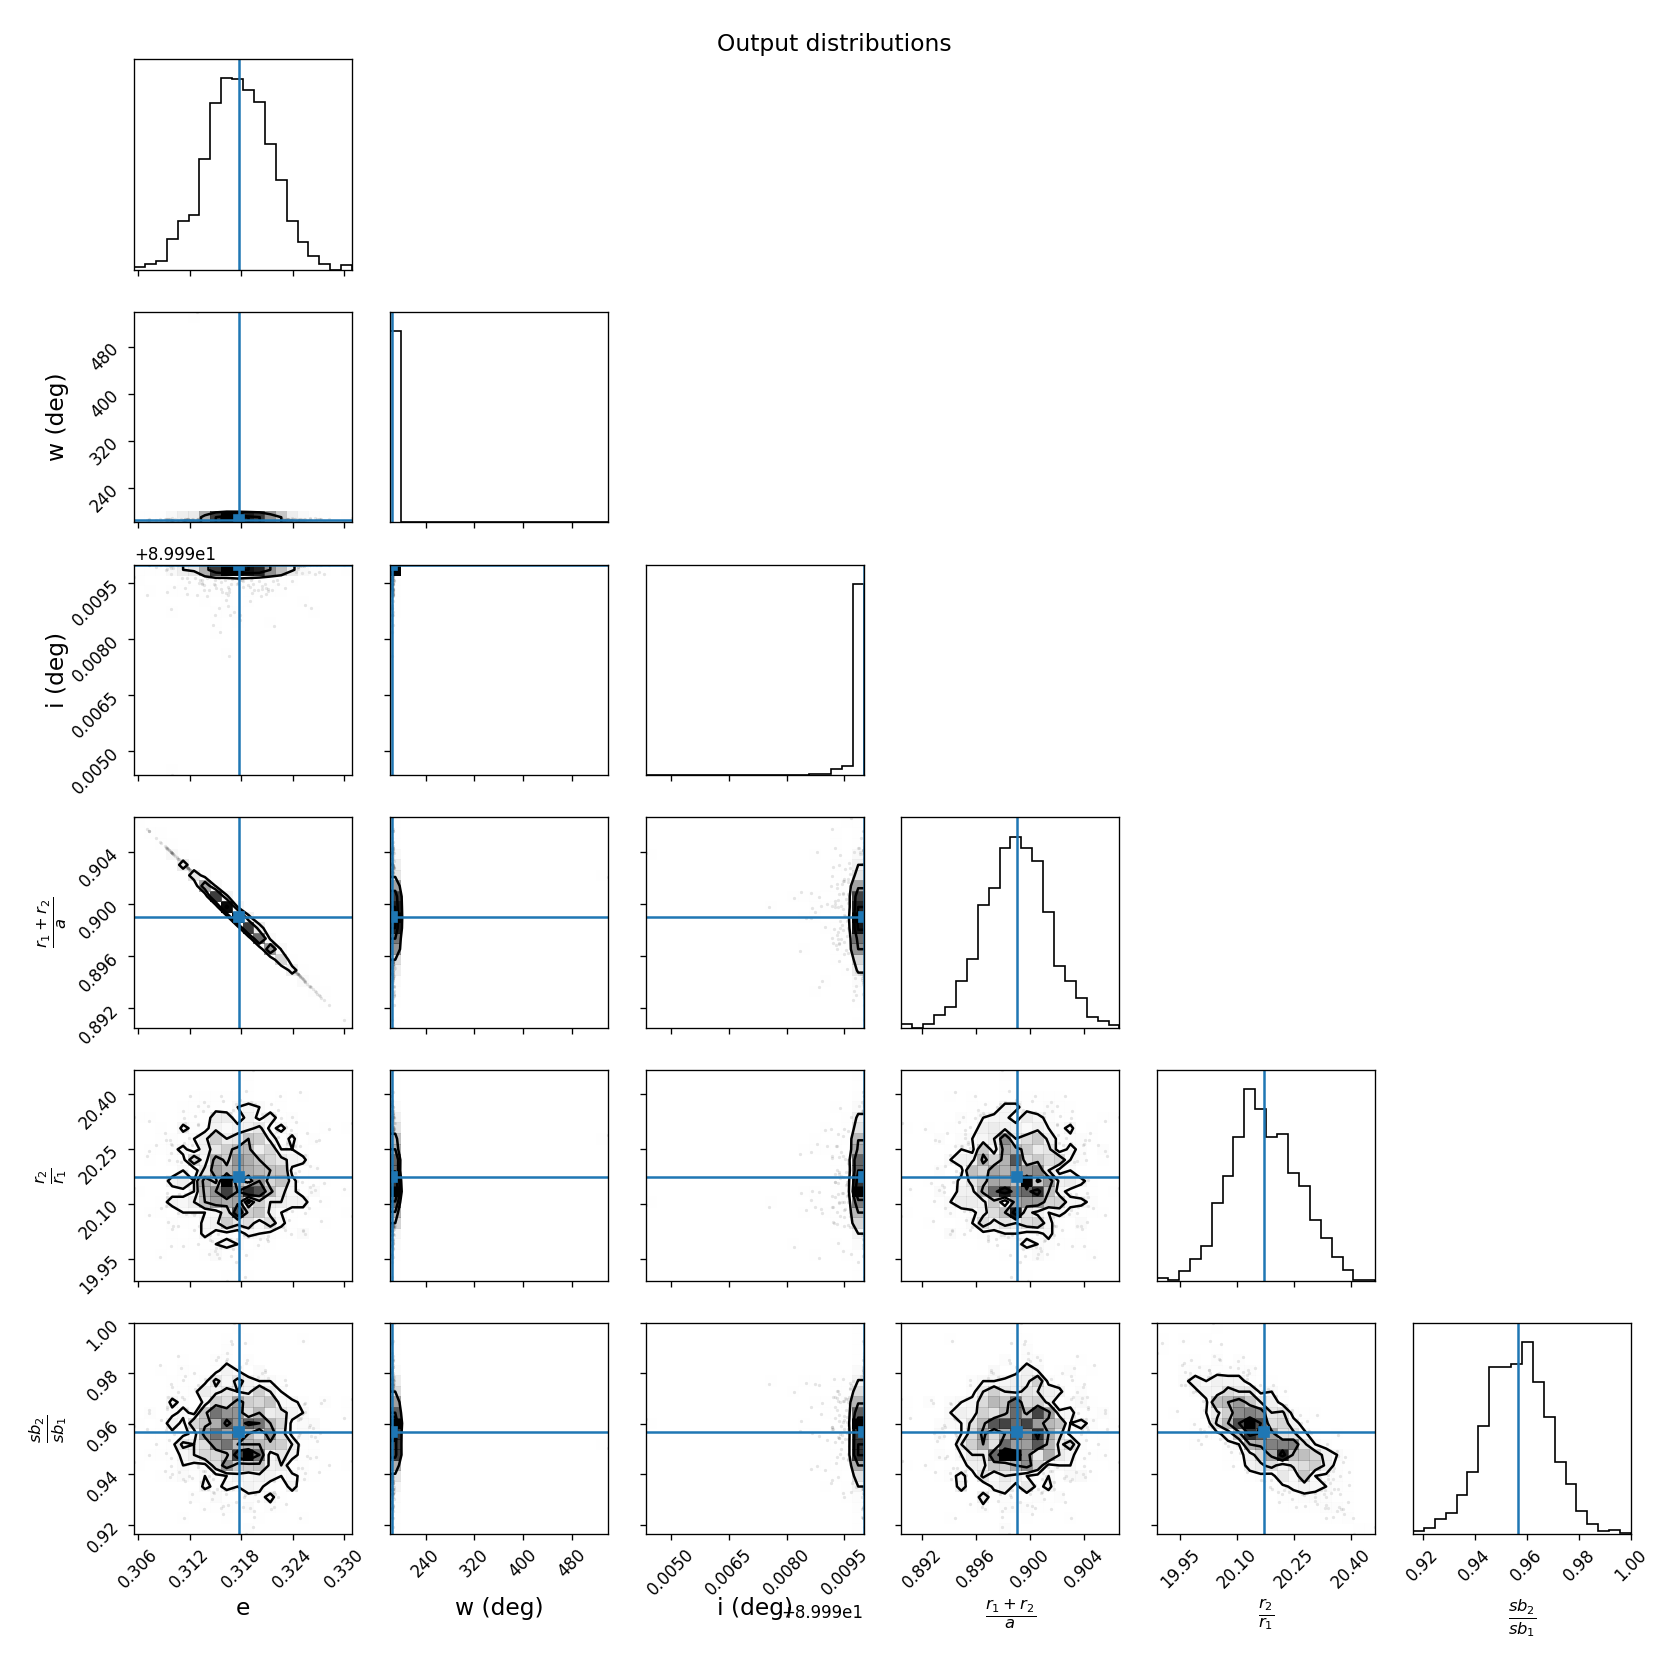 Output distributions
480
400
320
240
w (deg)
+8.999e1
0.0095
0.0080
0.0065
0.0050
i (deg)
0.904
0.900
0.896
0.892
r₁ + r₂
a
20.40
20.25
20.10
19.95
r₂
r₁
1.00
0.98
0.96
0.94
0.92
sb₂
sb₁
0.306 0.312 0.318 0.324 0.330
e
240 320 400 480
w (deg)
0.0050 0.0065 0.0080 0.0095
i (deg)
+8.999e1
0.892 0.896 0.900 0.904
r₁ + r₂
a
19.95 20.10 20.25 20.40
r₂
r₁
0.92 0.94 0.96 0.98 1.00
sb₂
sb₁